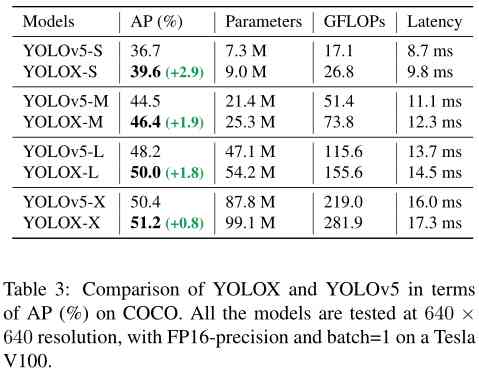 Models AP (%) Parameters GFLOPs Latency
YOLOv5-S 36.7 7.3 M 17.1 8.7 ms
YOLOX-S 39.6 (+2.9) 9.0 M 26.8 9.8 ms
YOLOv5-M 44.5 21.4 M 51.4 11.1 ms
YOLOX-M 46.4 (+1.9) 25.3 M 73.8 12.3 ms
YOLOv5-L 48.2 47.1 M 115.6 13.7 ms
YOLOX-L 50.0 (+1.8) 54.2 M 155.6 14.5 ms
YOLOv5-X 50.4 87.8 M 219.0 16.0 ms
YOLOX-X 51.2 (+0.8) 99.1 M 281.9 17.3 ms
Table 3: Comparison of YOLOX and YOLOv5 in terms
of AP (%) on COCO. All the models are tested at 640 ×
640 resolution, with FP16-precision and batch=1 on a Tesla
V100.